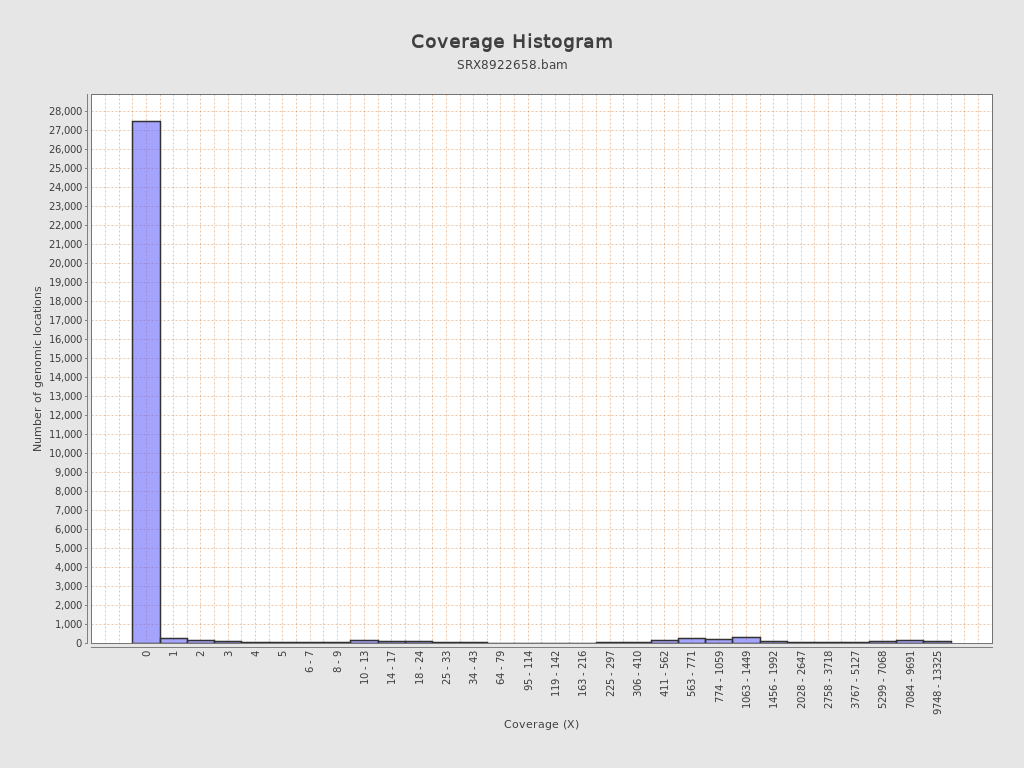 Coverage Histogram
SRX8922658.bam
Number of genomic locations
28,000
27,000
26,000
25,000
24,000
23,000
22,000
21,000
20,000
19,000
18,000
17,000
16,000
15,000
14,000
13,000
12,000
11,000
10,000
9,000
8,000
7,000
6,000
5,000
4,000
3,000
2,000
1,000
0
0
1
2
3
4
5
6 - 7
8 - 9
10 - 13
14 - 17
18 - 24
25 - 33
34 - 43
64 - 79
95 - 114
119 - 142
163 - 216
225 - 297
306 - 410
411 - 562
563 - 771
774 - 1059
1063 - 1449
1456 - 1992
2028 - 2647
2758 - 3718
3767 - 5127
5299 - 7068
7084 - 9691
9748 - 13325
Coverage (X)